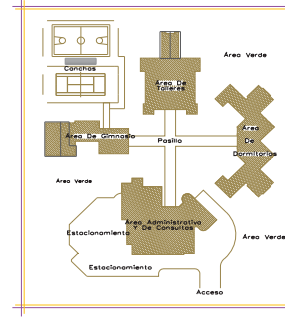 Área Verde
Canchas
Área De
Talleres
Área De Gimnasia
Pasillo
Área
De
Dormitorios
Área Verde
Área Administrativa
Y De Consultas
Estacionamiento
Área Verde
Estacionamiento
Acceso